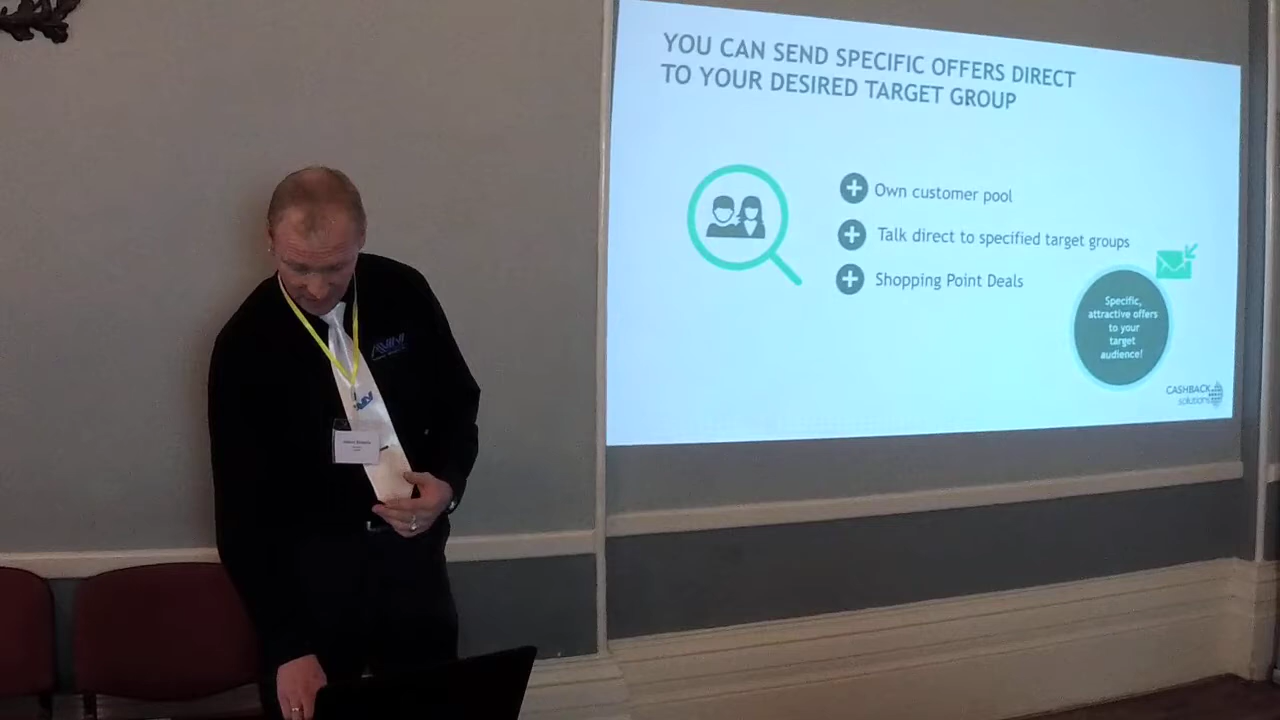 YOU CAN SEND SPECIFIC OFFERS DIRECT
TO YOUR DESIRED TARGET GROUP
Own customer pool
Talk direct to specified target groups
Shopping Point Deals
Specific,
attractive offers
to your
target
audience!
CASHBACK
solutions